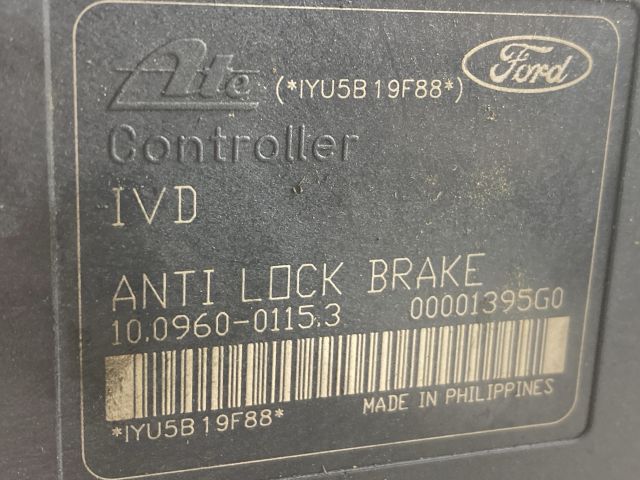 Ate (*IYU5B19F88*) Ford
Controller
IVD
ANTI LOCK BRAKE
10.0960-0115.3 00001395G0
*IYU5B19F88* MADE IN PHILIPPINES